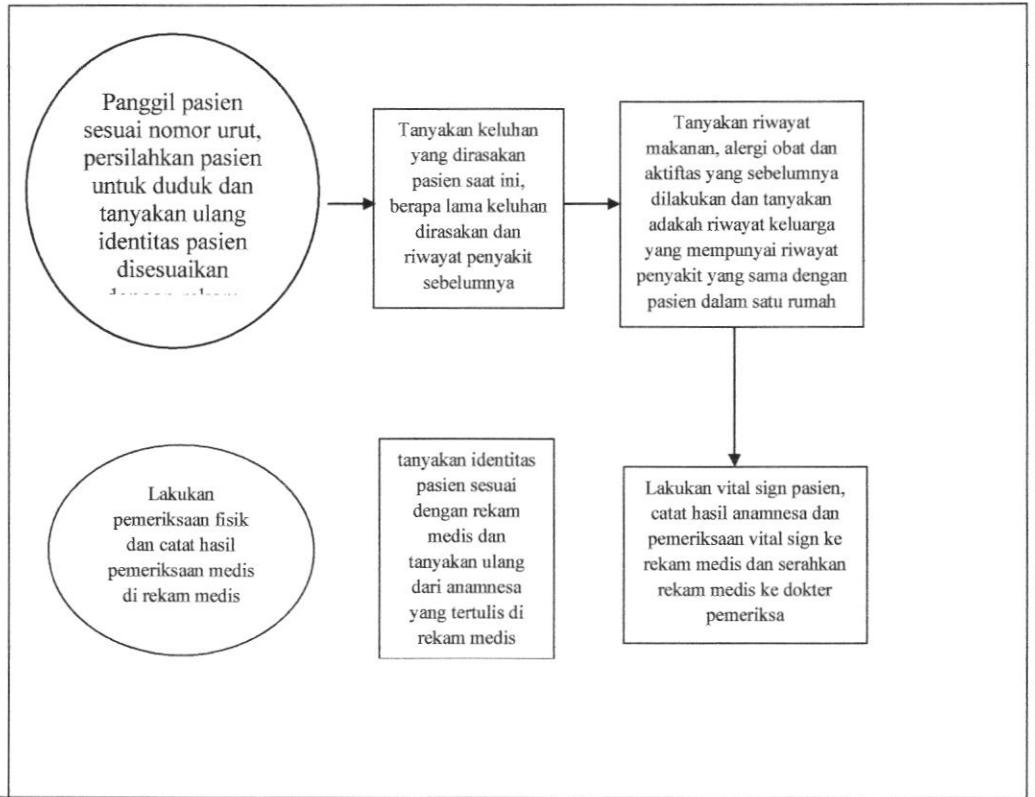 Panggil pasien
sesuai nomor urut,
persilahkan pasien
untuk duduk dan
tanyakan ulang
identitas pasien
disesuaikan
Tanyakan keluhan
yang dirasakan
pasien saat ini,
berapa lama keluhan
dirasakan dan
riwayat penyakit
sebelumnya
Tanyakan riwayat
makanan, alergi obat dan
aktiftas yang sebelumnya
dilakukan dan tanyakan
adakah riwayat keluarga
yang mempunyai riwayat
penyakit yang sama dengan
pasien dalam satu rumah
Lakukan vital sign pasien,
catat hasil anamnesa dan
pemeriksaan vital sign ke
rekam medis dan serahkan
rekam medis ke dokter
pemeriksa
tanyakan identitas
pasien sesuai
dengan rekam
medis dan
tanyakan ulang
dari anamnesa
yang tertulis di
rekam medis
Lakukan
pemeriksaan fisik
dan catat hasil
pemeriksaan medis
di rekam medis